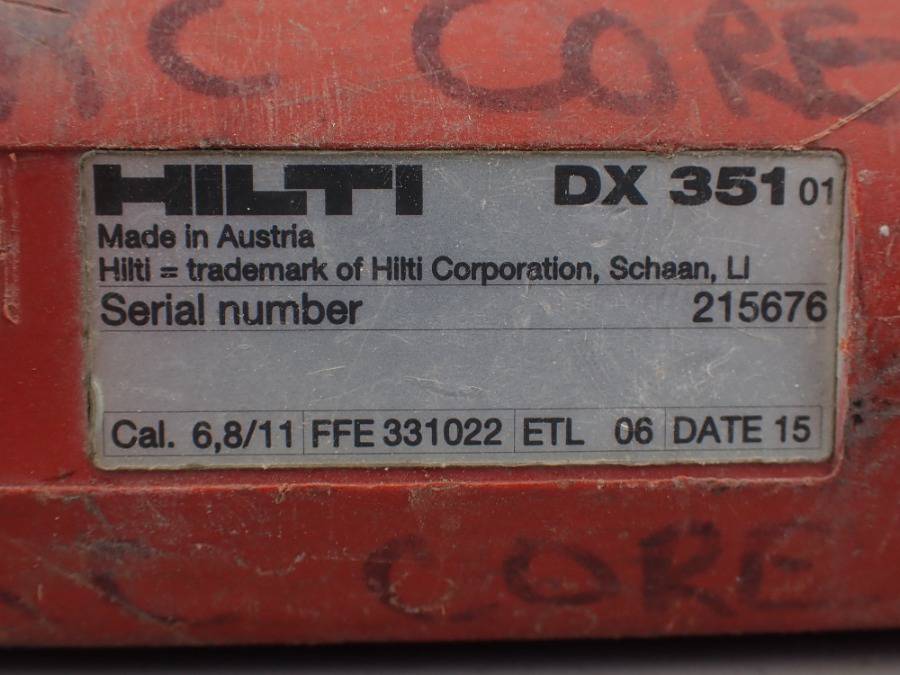 C CORE
HILTI DX 351 01
Made in Austria
Hilti = trademark of Hilti Corporation, Schaan, LI
Serial number 215676
Cal. 6,8/11 FFE 331022 ETL 06 DATE 15
C CORE